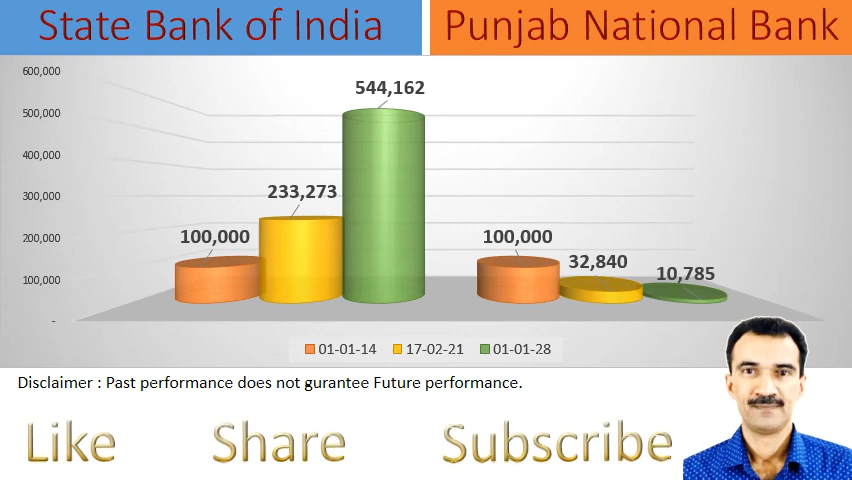 State Bank of India
Punjab National Bank
600,000
500,000
400,000
300,000
200,000
100,000
-
544,162
233,273
100,000
100,000
32,840
10,785
01-01-14 17-02-21 01-01-28
Disclaimer : Past performance does not gurantee Future performance.
Like Share Subscribe